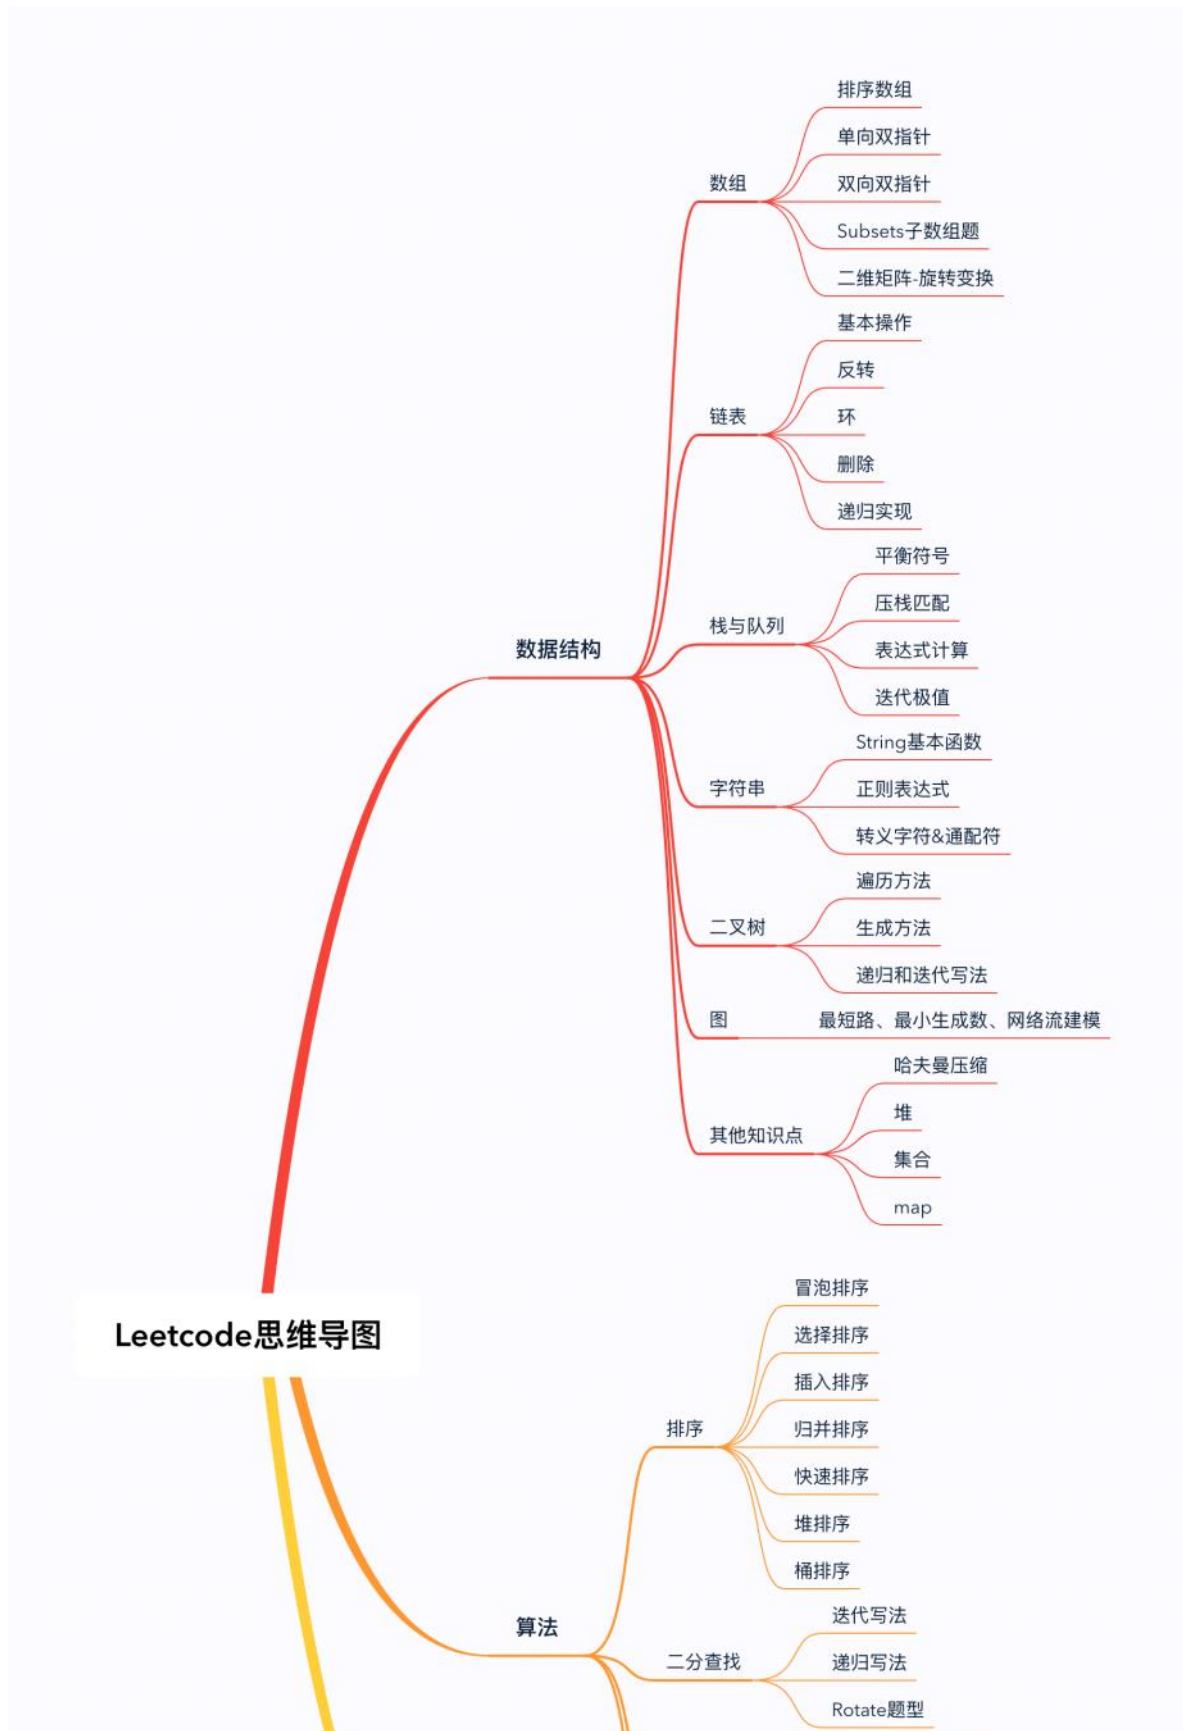 排序数组
单向双指针
数组
双向双指针
Subsets子数组题
二维矩阵-旋转变换
基本操作
反转
链表
环
删除
递归实现
平衡符号
压栈匹配
栈与队列
表达式计算
数据结构
迭代极值
String基本函数
字符串
正则表达式
转义字符&通配符
遍历方法
二叉树
生成方法
递归和迭代写法
图
最短路、最小生成数、网络流建模
哈夫曼压缩
堆
其他知识点
集合
map
冒泡排序
Leetcode思维导图
选择排序
插入排序
排序
归并排序
快速排序
堆排序
桶排序
迭代写法
算法
二分查找
递归写法
Rotate题型